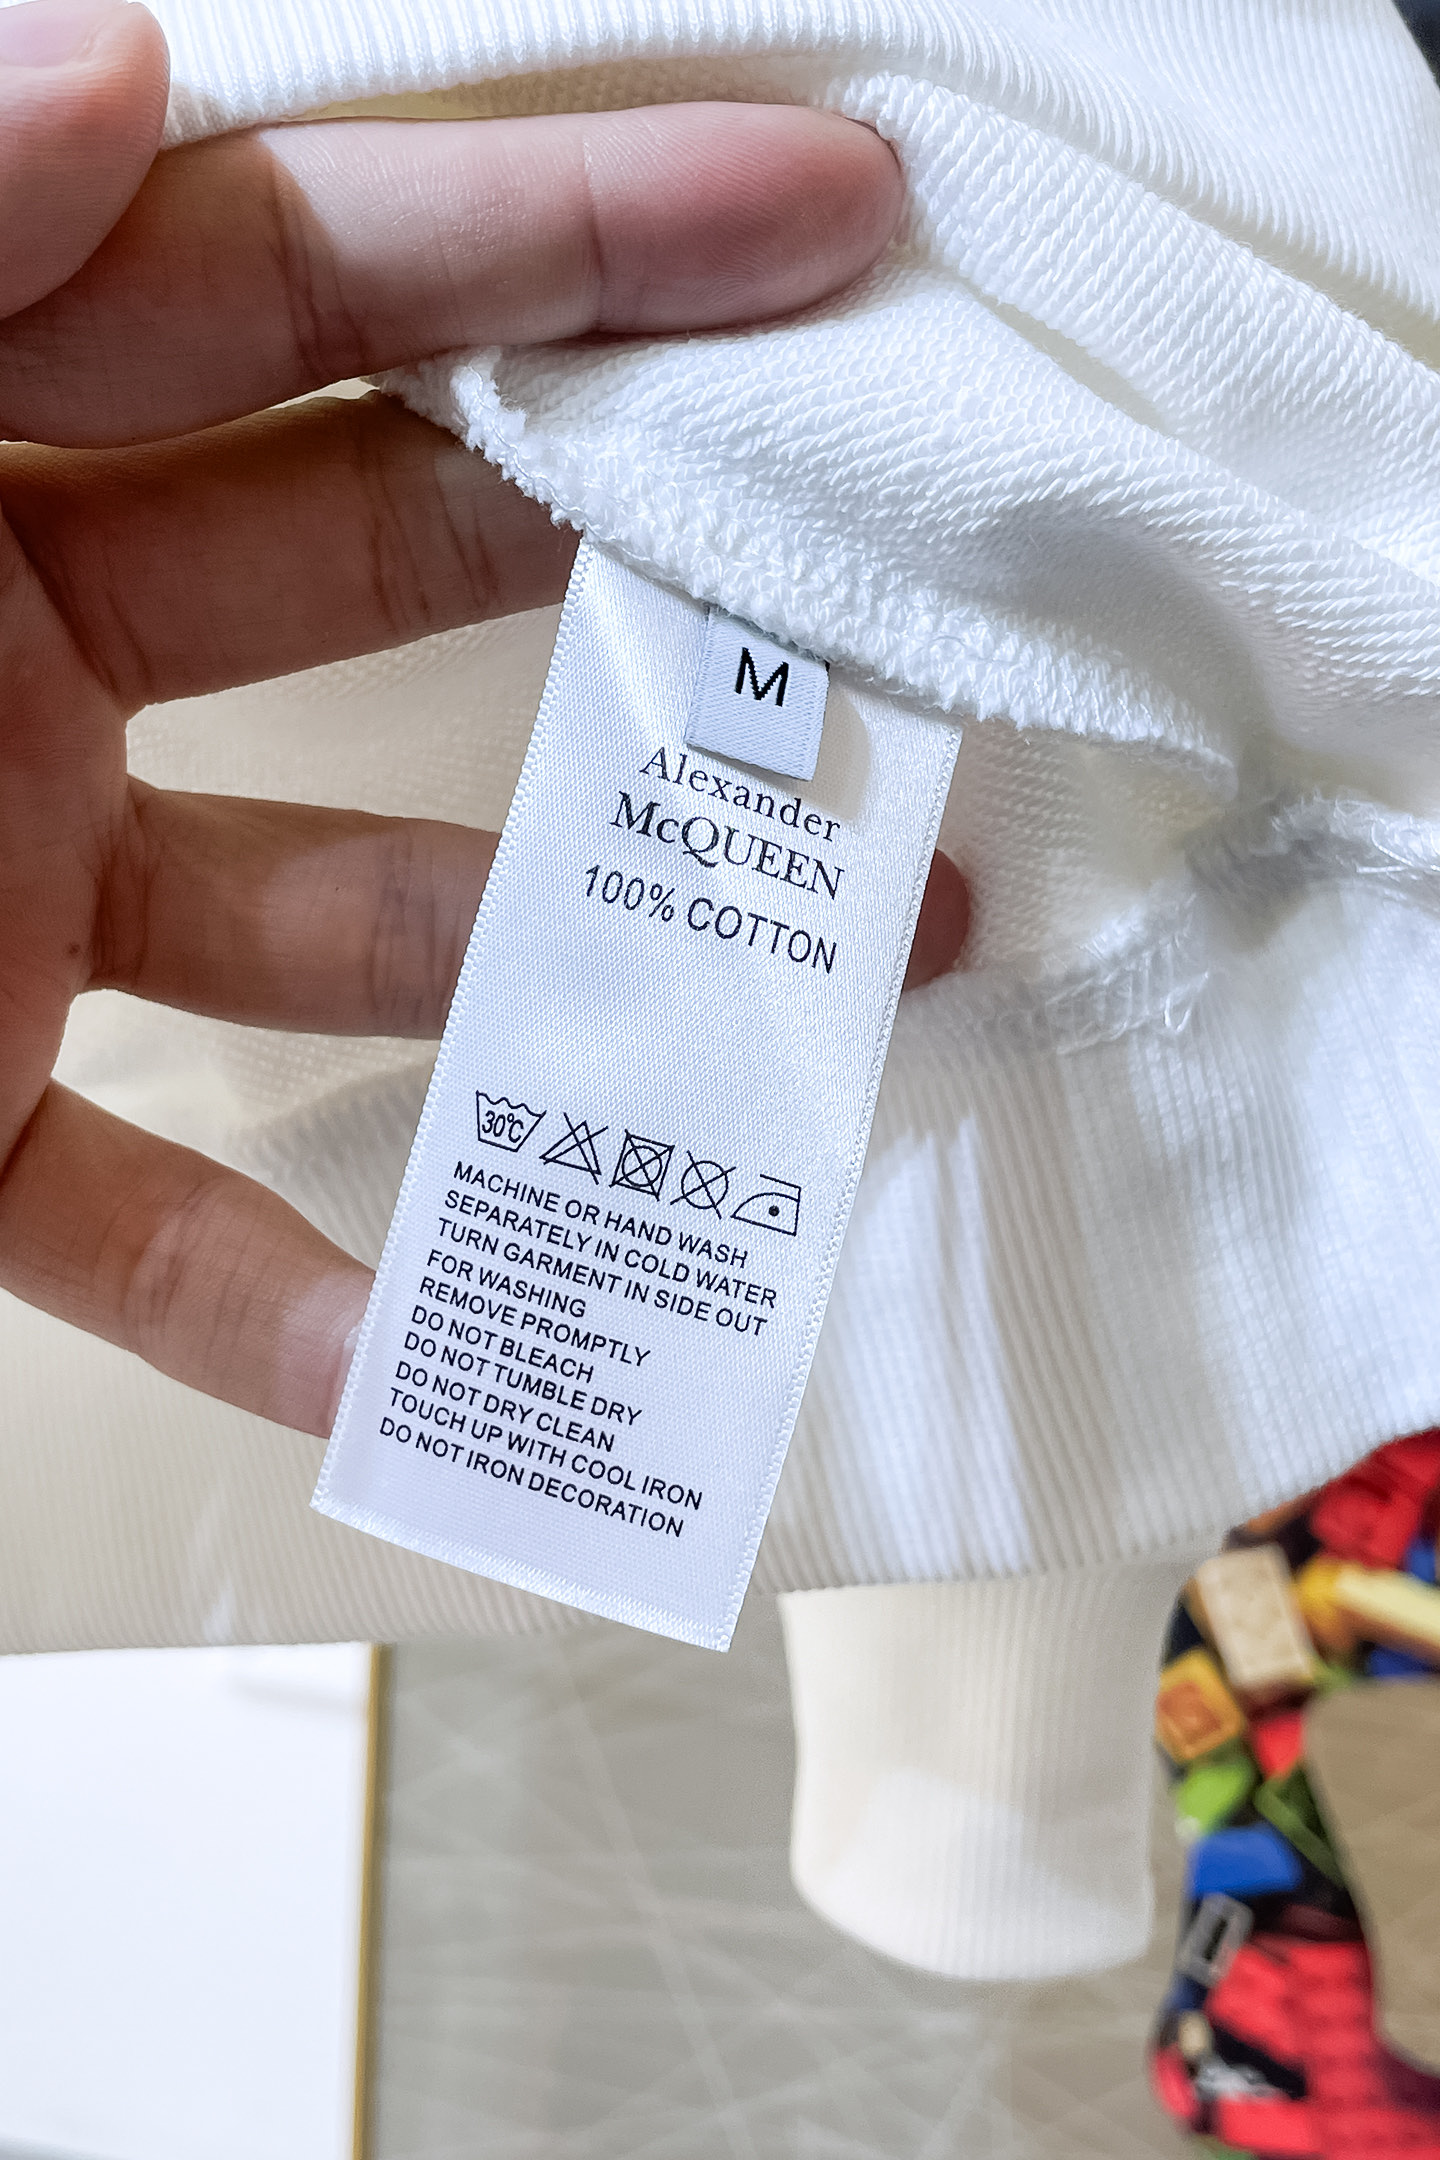 M
Alexander
McQUEEN
100% COTTON
30°C
MACHINE OR HAND WASH
SEPARATELY IN COLD WATER
TURN GARMENT IN SIDE OUT
FOR WASHING
REMOVE PROMPTLY
DO NOT BLEACH
DO NOT TUMBLE DRY
DO NOT DRY CLEAN
TOUCH UP WITH COOL IRON
DO NOT IRON DECORATION